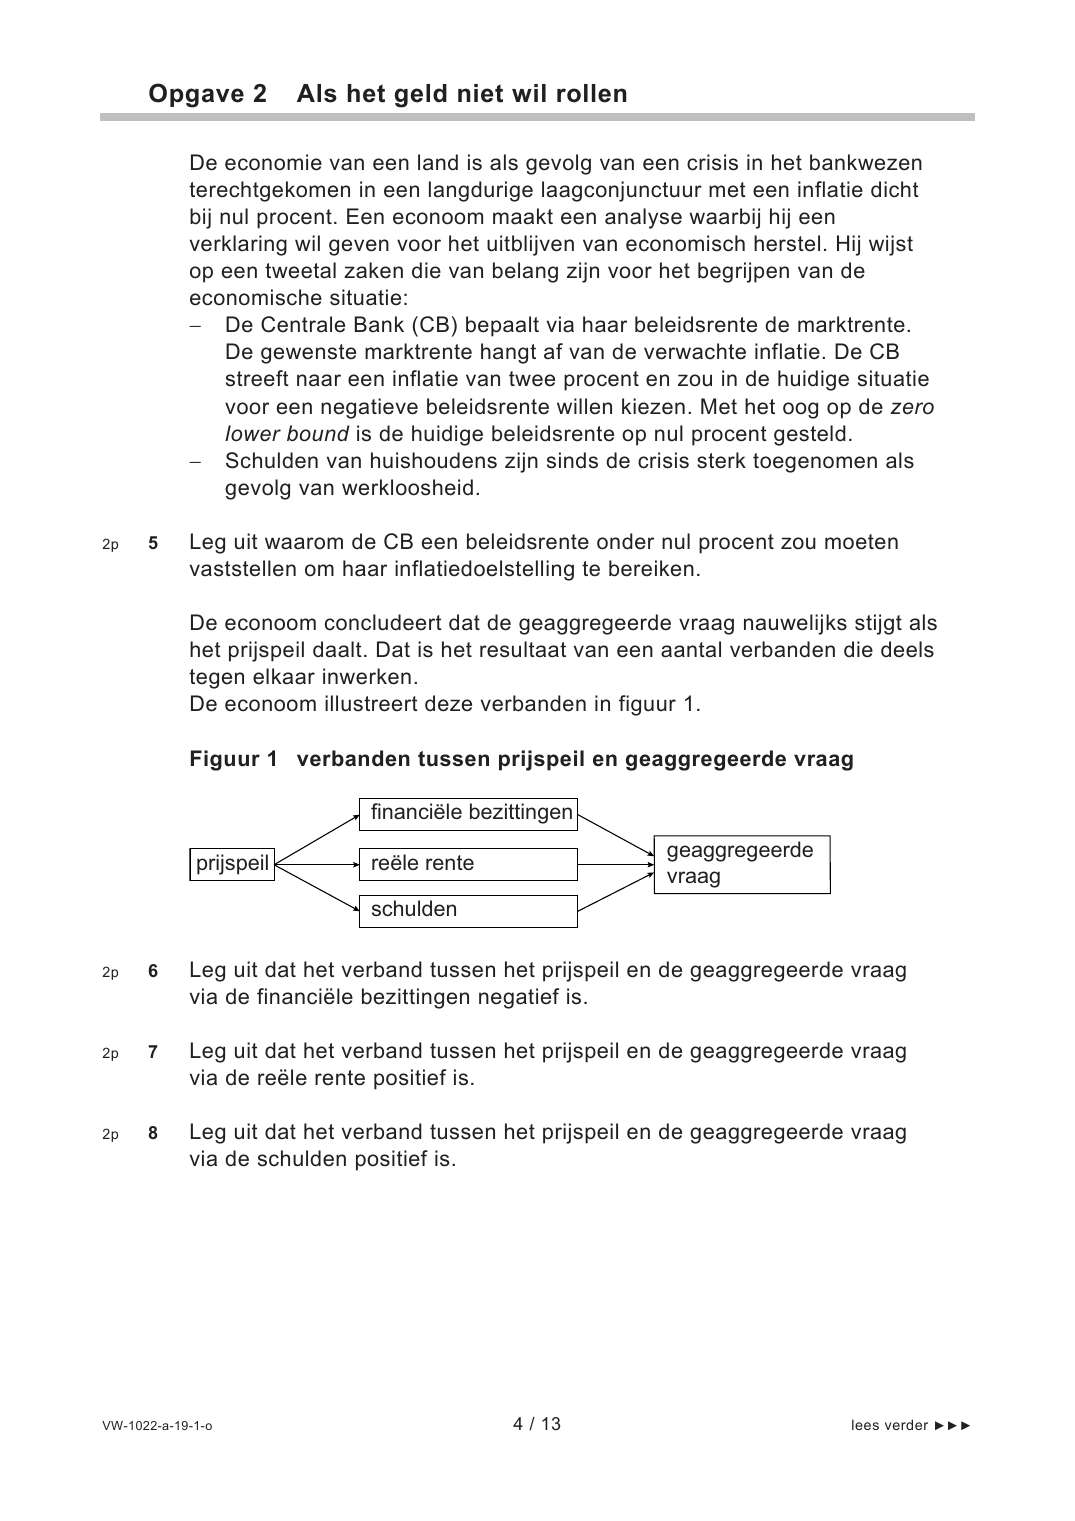 Opgave 2 Als het geld niet wil rollen
De economie van een land is als gevolg van een crisis in het bankwezen
terechtgekomen in een langdurige laagconjunctuur met een inflatie dicht
bij nul procent. Een econoom maakt een analyse waarbij hij een
verklaring wil geven voor het uitblijven van economisch herstel. Hij wijst
op een tweetal zaken die van belang zijn voor het begrijpen van de
economische situatie:
− De Centrale Bank (CB) bepaalt via haar beleidsrente de marktrente.
De gewenste marktrente hangt af van de verwachte inflatie. De CB
streeft naar een inflatie van twee procent en zou in de huidige situatie
voor een negatieve beleidsrente willen kiezen. Met het oog op de zero
lower bound is de huidige beleidsrente op nul procent gesteld.
− Schulden van huishoudens zijn sinds de crisis sterk toegenomen als
gevolg van werkloosheid.
2p 5 Leg uit waarom de CB een beleidsrente onder nul procent zou moeten
vaststellen om haar inflatiedoelstelling te bereiken.
De econoom concludeert dat de geaggregeerde vraag nauwelijks stijgt als
het prijspeil daalt. Dat is het resultaat van een aantal verbanden die deels
tegen elkaar inwerken.
De econoom illustreert deze verbanden in figuur 1.
Figuur 1 verbanden tussen prijspeil en geaggregeerde vraag
financiële bezittingen
prijspeil
reële rente
schulden
geaggregeerde
vraag
2p 6 Leg uit dat het verband tussen het prijspeil en de geaggregeerde vraag
via de financiële bezittingen negatief is.
2p 7 Leg uit dat het verband tussen het prijspeil en de geaggregeerde vraag
via de reële rente positief is.
2p 8 Leg uit dat het verband tussen het prijspeil en de geaggregeerde vraag
via de schulden positief is.
VW-1022-a-19-1-o 4 / 13 lees verder ►►►